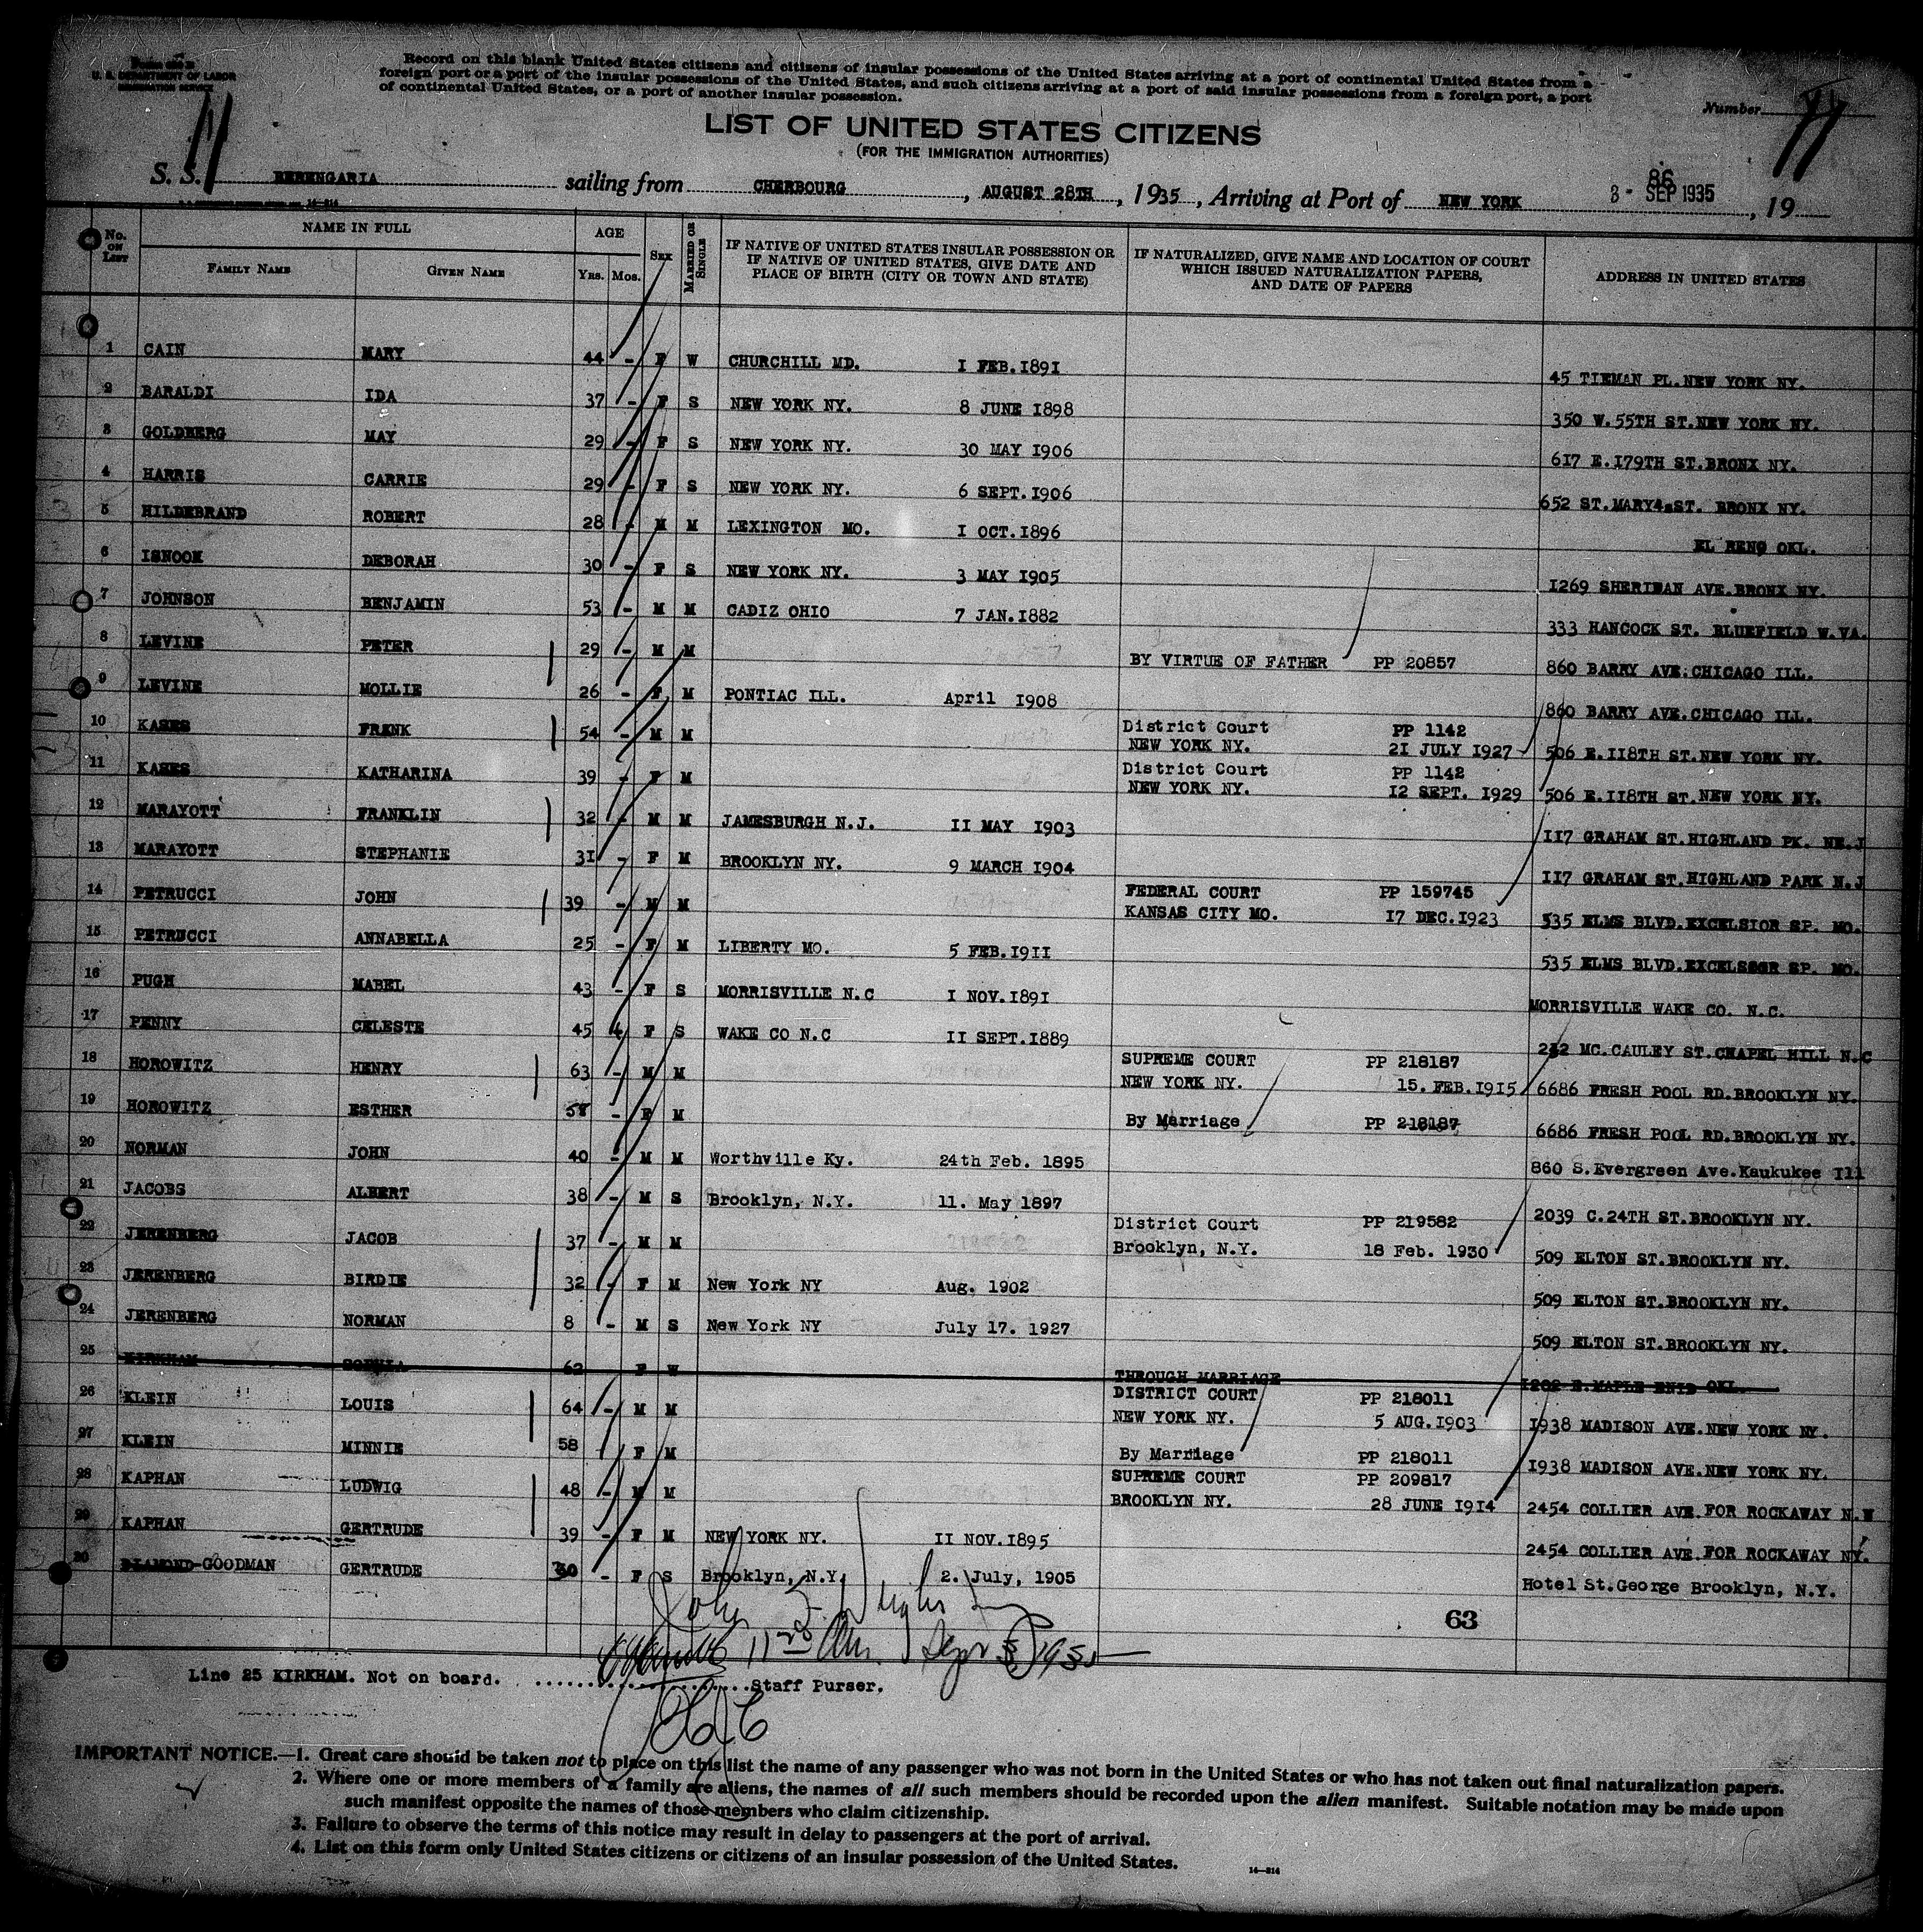 U. S. DEPARTMENT OF LABOR
IMMIGRATION SERVICE
Record on this blank United States citizens and citizens of insular possessions of the United States arriving at a port of continental United States from a
foreign port or a port of the insular possessions of the United States, and such citizens arriving at a port of said insular possessions from a foreign port, a port
of continental United States, or a port of another insular possession.
Number
11
LIST OF UNITED STATES CITIZENS
(FOR THE IMMIGRATION AUTHORITIES)
S. S. BERENGARIA sailing from CHERBOURG, AUGUST 28TH, 1935, Arriving at Port of NEW YORK 3 - SEP 1935, 19
86
No. ON LIST NAME IN FULL AGE SEX MARRIED OR SINGLE IF NATIVE OF UNITED STATES INSULAR POSSESSION OR IF NATIVE OF UNITED STATES, GIVE DATE AND PLACE OF BIRTH (CITY OR TOWN AND STATE) IF NATURALIZED, GIVE NAME AND LOCATION OF COURT WHICH ISSUED NATURALIZATION PAPERS, AND DATE OF PAPERS ADDRESS IN UNITED STATES
FAMILY NAME GIVEN NAME YRS. MOS.
1 CAIN MARY 44 - F W CHURCHILL MD. I FEB.1891 45 TIEMAN PL.NEW YORK NY.
2 BARALDI IDA 37 - F S NEW YORK NY. 8 JUNE 1898 350 W.55TH ST.NEW YORK NY.
3 GOLDBERG MAY 29 - F S NEW YORK NY. 30 MAY 1906 617 E.179TH ST.BRONX NY.
4 HARRIS CARRIE 29 - F S NEW YORK NY. 6 SEPT.1906 652 ST.MARY4sST. BRONX NY.
5 HILDEBRAND ROBERT 28 - M M LEXINGTON MO. I OCT.1896 EL RENO OKL.
6 ISNOOK DEBORAH 30 - F S NEW YORK NY. 3 MAY 1905 1269 SHERIDAN AVE.BRONX NY.
7 JOHNSON BENJAMIN 53 - M M CADIZ OHIO 7 JAN.1882 333 HANCOCK ST. BLUEFIELD W.VA.
8 LEVINE PETER 29 - M M BY VIRTUE OF FATHER PP 20857 860 BARRY AVE.CHICAGO ILL.
9 LEVINE MOLLIE 26 - F M PONTIAC ILL. April 1908 860 BARRY AVE.CHICAGO ILL.
10 KASES FRENK 54 - M M District Court PP 1142
NEW YORK NY. 21 JULY 1927 506 E.118TH ST.NEW YORK NY.
11 KASES KATHARINA 39 - F M District Court PP 1142
NEW YORK NY. 12 SEPT. 1929 506 E.118TH ST.NEW YORK NY.
12 MARAYOTT FRANKLIN 32 - M M JAMESBURGH N.J. II MAY 1903 117 GRAHAM ST.HIGHLAND PK. NE.J
13 MARAYOTT STEPHANIE 31 - F M BROOKLYN NY. 9 MARCH 1904 117 GRAHAM ST.HIGHLAND PARK N.J
14 PETRUCCI JOHN 39 - M M FEDERAL COURT PP 159745
KANSAS CITY MO. 17 DEC.1923 535 ELMS BLVD.EXCELSIOR SP. MO.
15 PETRUCCI ANNABELLA 25 - F M LIBERTY MO. 5 FEB.1911 535 ELMS BLVD.EXCELSSOR SP. MO.
16 PUGH MABEL 43 - F S MORRISVILLE N.C I NOV.1891 MORRISVILLE WAKE CO. N.C.
17 PENNY CELESTE 45 4 F S WAKE CO N.C II SEPT.1889 232 MC.CAULEY ST.CHAPEL HILL N.C
18 HOROWITZ HENRY 63 - M M SUPREME COURT PP 218187
NEW YORK NY. 15. FEB.1915 6686 FRESH POOL RD.BROOKLYN NY.
19 HOROWITZ ESTHER - F M By Marriage PP 218187 6686 FRESH POOL RD.BROOKLYN NY.
20 NORMAN JOHN 40 - M M Worthville Ky. 24th Feb. 1895 860 S.Evergreen Ave.Kaukukee Ill
21 JACOBS ALBERT 38 - M S Brooklyn, N.Y. 11. May 1897 2039 C.24TH ST.BROOKLYN NY.
22 JERENBERG JACOB 37 - M M District Court PP 219582
Brooklyn, N.Y. 18 Feb. 1930 509 ELTON ST.BROOKLYN NY.
23 JERENBERG BIRDIE 32 - F M New York NY Aug. 1902 509 ELTON ST.BROOKLYN NY.
24 JERENBERG NORMAN 8 - M S New York NY July 17. 1927 509 ELTON ST.BROOKLYN NY.
25 KIRKHAM SOPHIA 62 F W THROUGH MARRIAGE 1202 E.MAPLE ENID OKL.
26 KLEIN LOUIS 64 - M M DISTRICT COURT PP 218011
NEW YORK NY. 5 AUG.1903 1938 MADISON AVE.NEW YORK NY.
27 KLEIN MINNIE 58 - F M By Marriage PP 218011 1938 MADISON AVE.NEW YORK NY.
28 KAPHAN LUDWIG 48 - M M SUPREME COURT PP 209817
BROOKLYN NY. 28 JUNE 1914 2454 COLLIER AVE.FOR ROCKAWAY N.W
29 KAPHAN GERTRUDE 39 - F M NEW YORK NY. II NOV.1895 2454 COLLIER AVE.FOR ROCKAWAY NY.
30 DIAMOND-GOODMAN GERTRUDE 30 - F S Brooklyn, N.Y. 2. July, 1905 Hotel St.George Brooklyn, N.Y.
63
Line 25 KIRKHAM. Not on board. ........................Staff Purser.
IMPORTANT NOTICE.—1. Great care should be taken not to place on this list the name of any passenger who was not born in the United States or who has not taken out final naturalization papers.
2. Where one or more members of a family are aliens, the names of all such members should be recorded upon the alien manifest. Suitable notation may be made upon
such manifest opposite the names of those members who claim citizenship.
3. Failure to observe the terms of this notice may result in delay to passengers at the port of arrival.
4. List on this form only United States citizens or citizens of an insular possession of the United States.
14—814